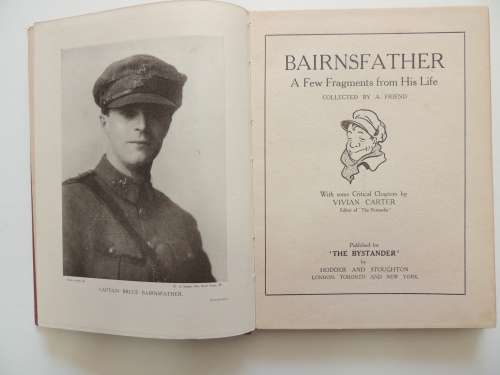 CAPTAIN BRUCE BAIRNSFATHER.
BAIRNSFATHER
A Few Fragments from His Life
COLLECTED BY A FRIEND
With some Critical Chapters by
VIVIAN CARTER
Editor of "The Bystander"
Published for
'THE BYSTANDER'
by
HODDER AND STOUGHTON
LONDON, TORONTO AND NEW YORK.